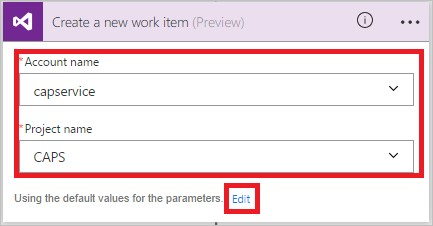 Create a new work item (Preview)
*Account name
capservice
*Project name
CAPS
Using the default values for the parameters. Edit